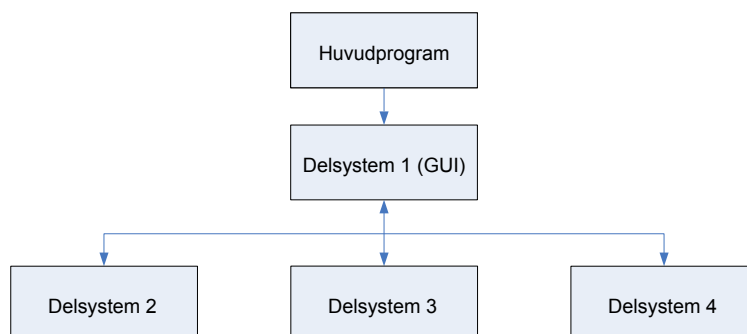 Huvudprogram
Delsystem 1 (GUI)
Delsystem 2
Delsystem 3
Delsystem 4